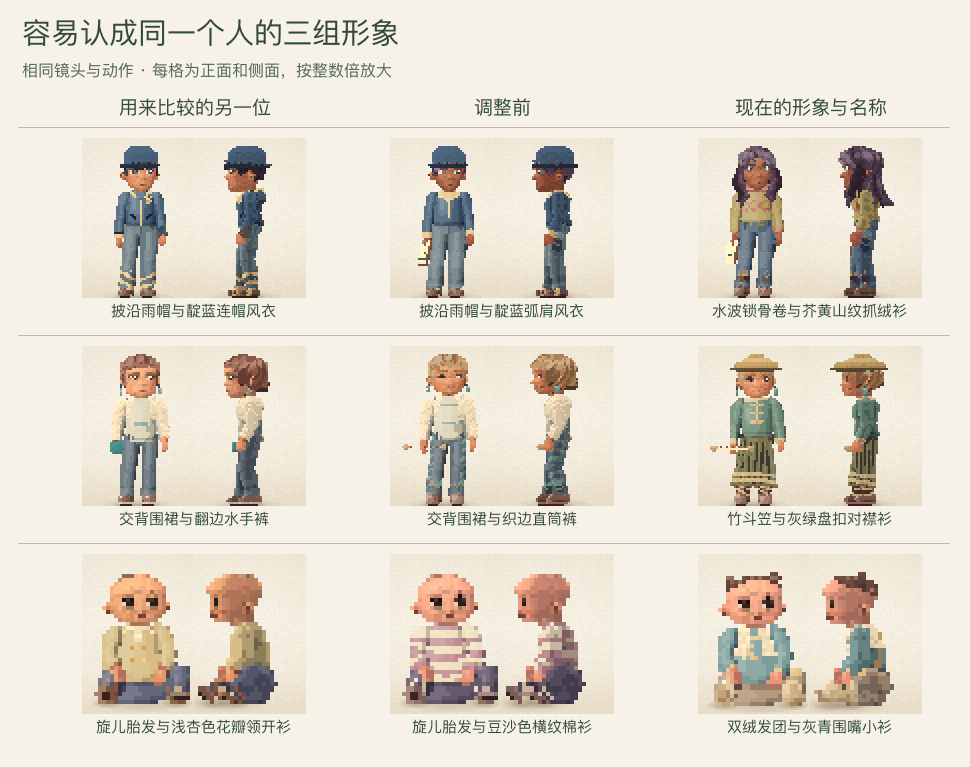 容易认成同一个人的三组形象
相同镜头与动作 · 每格为正面和侧面，按整数倍放大
用来比较的另一位 调整前 现在的形象与名称
披沿雨帽与靛蓝连帽风衣 披沿雨帽与靛蓝弧肩风衣 水波锁骨卷与芥黄山纹抓绒衫
交背围裙与翻边水手裤 交背围裙与织边直筒裤 竹斗笠与灰绿盘扣对襟衫
旋儿胎发与浅杏色花瓣领开衫 旋儿胎发与豆沙色横纹棉衫 双绒发团与灰青围嘴小衫